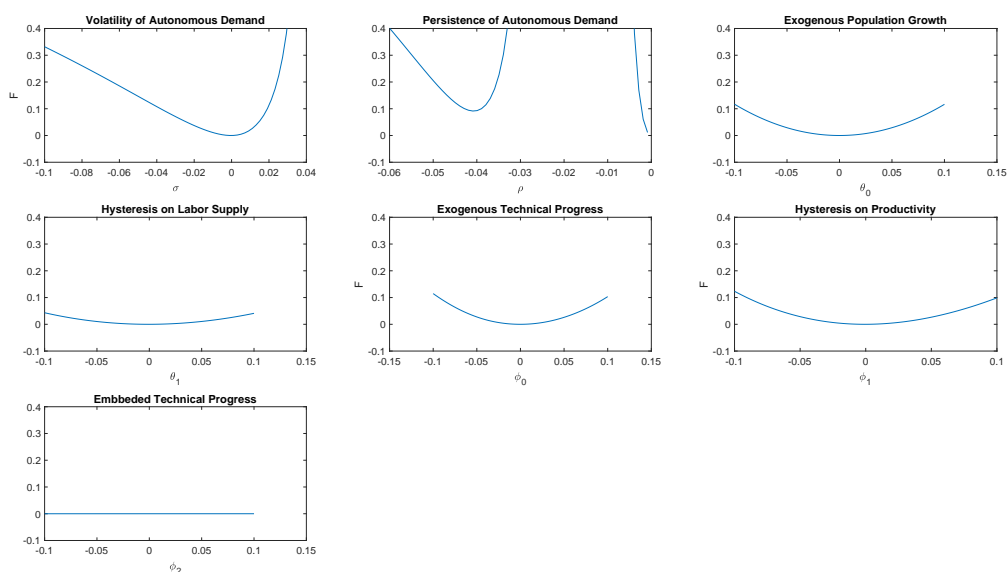 Volatility of Autonomous Demand
0.4
0.3
0.2
0.1
0
-0.1
F
-0.1 -0.08 -0.06 -0.04 -0.02 0 0.02 0.04
σ
Persistence of Autonomous Demand
0.4
0.3
0.2
0.1
0
-0.1
-0.06 -0.05 -0.04 -0.03 -0.02 -0.01 0
ρ
Exogenous Population Growth
0.4
0.3
0.2
0.1
0
-0.1
-0.1 -0.05 0 0.05 0.1 0.15
θ0
Hysteresis on Labor Supply
0.4
0.3
0.2
0.1
0
-0.1
-0.1 -0.05 0 0.05 0.1 0.15
θ1
Exogenous Technical Progress
0.4
0.3
0.2
0.1
0
-0.1
F
-0.15 -0.1 -0.05 0 0.05 0.1 0.15
ϕ0
Hysteresis on Productivity
0.4
0.3
0.2
0.1
0
-0.1
F
-0.1 -0.05 0 0.05 0.1
ϕ1
Embbeded Technical Progress
0.4
0.3
0.2
0.1
0
-0.1
-0.1 -0.05 0 0.05 0.1 0.15
ϕ2